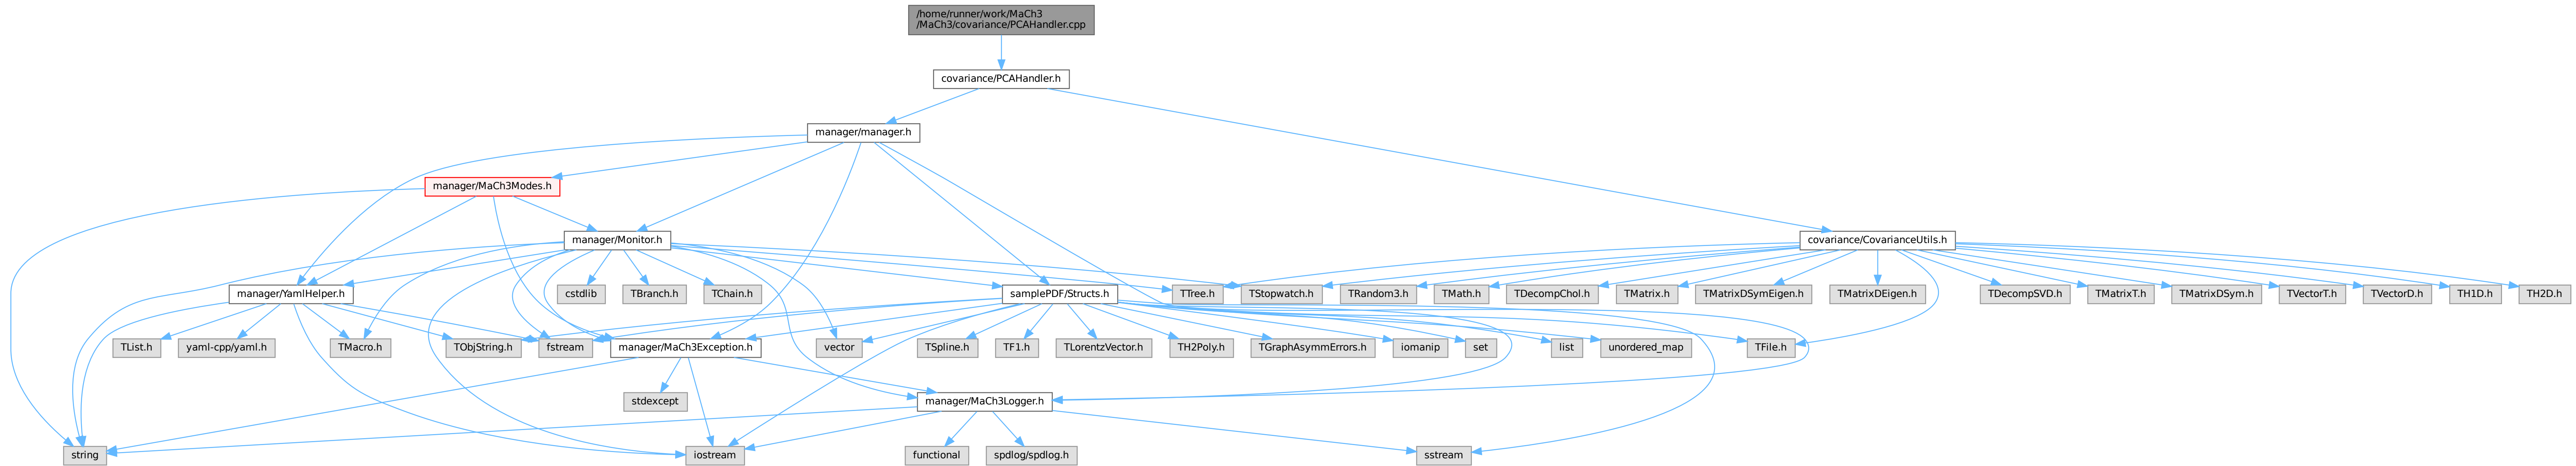 /home/runner/work/MaCh3
/MaCh3/covariance/PCAHandler.cpp
covariance/PCAHandler.h
manager/manager.h
manager/MaCh3Modes.h
manager/Monitor.h
covariance/CovarianceUtils.h
manager/YamlHelper.h
cstdlib
TBranch.h
TChain.h
samplePDF/Structs.h
TTree.h
TStopwatch.h
TRandom3.h
TMath.h
TDecompChol.h
TMatrix.h
TMatrixDSymEigen.h
TMatrixDEigen.h
TDecompSVD.h
TMatrixT.h
TMatrixDSym.h
TVectorT.h
TVectorD.h
TH1D.h
TH2D.h
TList.h
yaml-cpp/yaml.h
TMacro.h
TObjString.h
fstream
manager/MaCh3Exception.h
vector
TSpline.h
TF1.h
TLorentzVector.h
TH2Poly.h
TGraphAsymmErrors.h
iomanip
set
list
unordered_map
TFile.h
stdexcept
manager/MaCh3Logger.h
string
iostream
functional
spdlog/spdlog.h
sstream